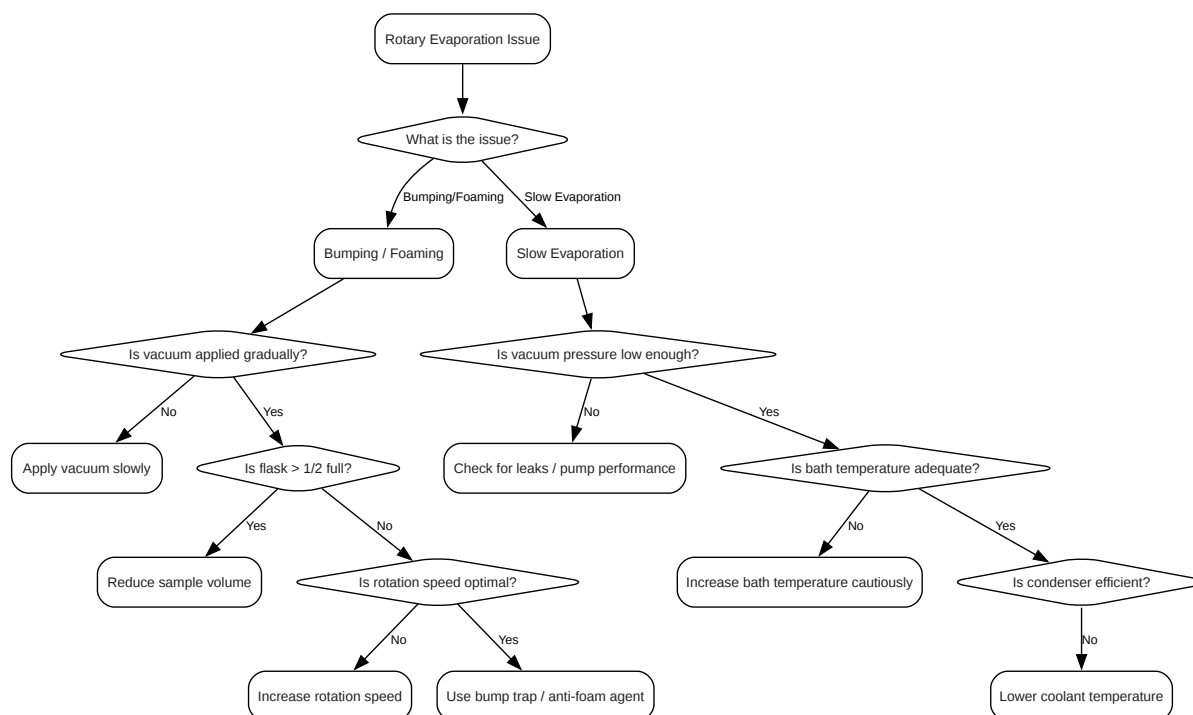 Rotary Evaporation Issue
What is the issue?
Bumping/Foaming
Slow Evaporation
Bumping / Foaming
Slow Evaporation
Is vacuum applied gradually?
Is vacuum pressure low enough?
No
Yes
No
Yes
Apply vacuum slowly
Is flask > 1/2 full?
Check for leaks / pump performance
Is bath temperature adequate?
Yes
No
No
Yes
Reduce sample volume
Is rotation speed optimal?
Increase bath temperature cautiously
Is condenser efficient?
No
Yes
No
Increase rotation speed
Use bump trap / anti-foam agent
Lower coolant temperature